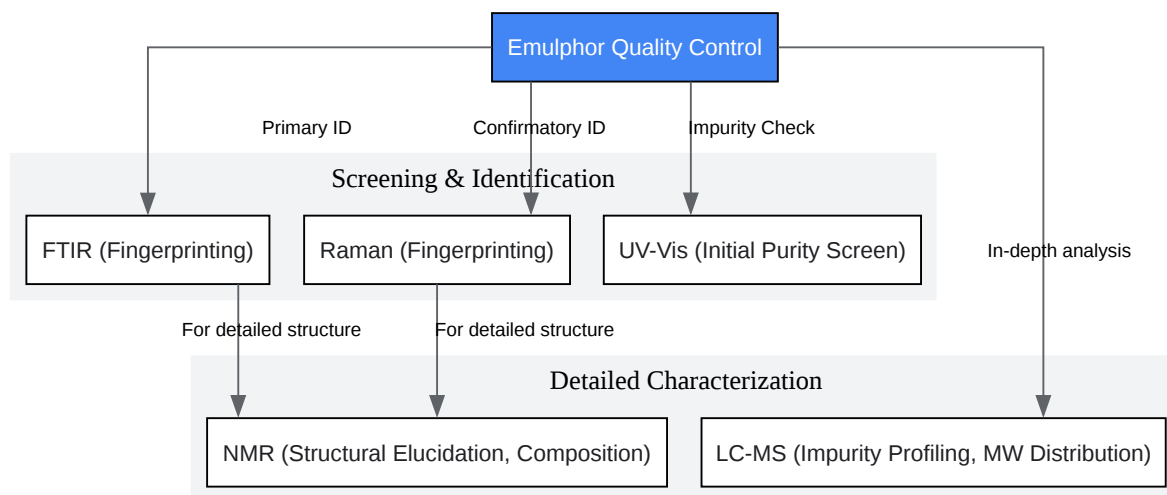 Emulphor Quality Control
Primary ID
Confirmatory ID
Impurity Check
Screening & Identification
FTIR (Fingerprinting)
Raman (Fingerprinting)
UV-Vis (Initial Purity Screen)
In-depth analysis
For detailed structure
For detailed structure
Detailed Characterization
NMR (Structural Elucidation, Composition)
LC-MS (Impurity Profiling, MW Distribution)